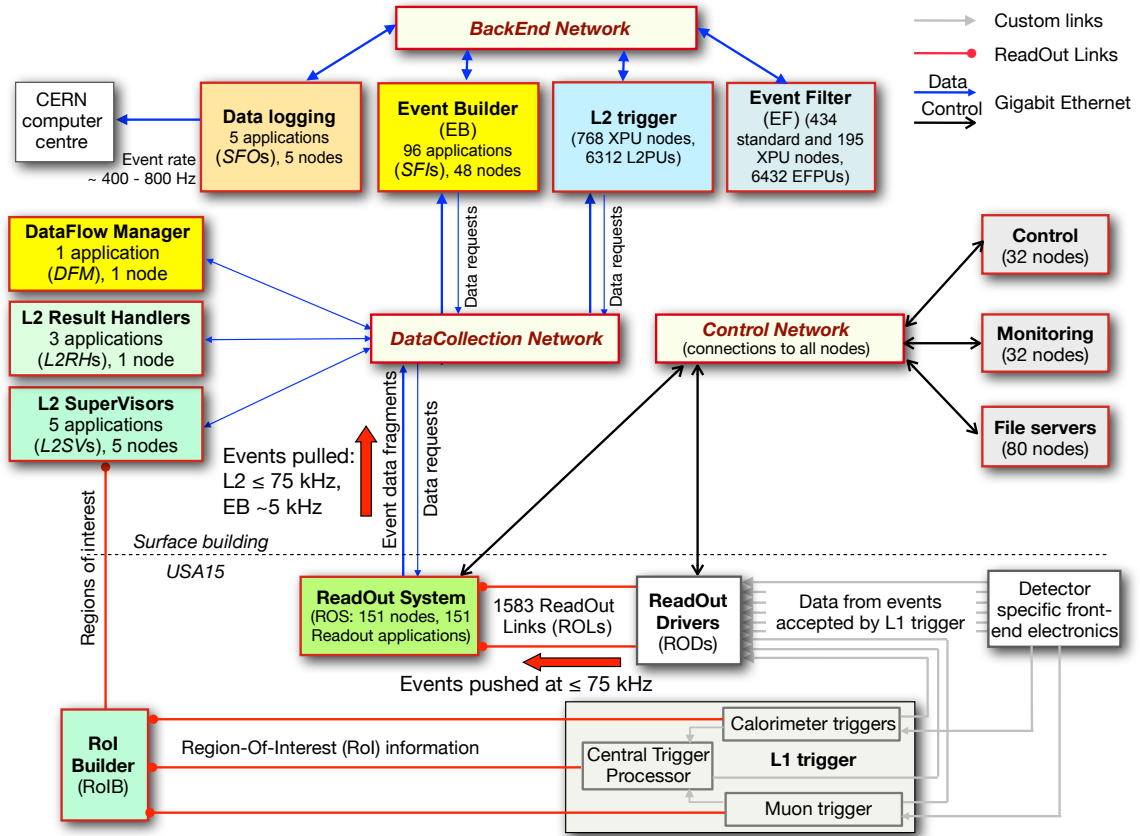 BackEnd Network
Custom links
ReadOut Links
Data
Control
Gigabit Ethernet
CERN
computer
centre
Data logging
5 applications
(SFOs), 5 nodes
Event Builder
(EB)
96 applications
(SFIs), 48 nodes
L2 trigger
(768 XPU nodes,
6312 L2PUs)
Event Filter
(EF) (434
standard and 195
XPU nodes,
6432 EFPUs)
Event rate
~ 400 - 800 Hz
DataFlow Manager
1 application
(DFM), 1 node
Data requests
Data requests
Control
(32 nodes)
L2 Result Handlers
3 applications
(L2RHs), 1 node
DataCollection Network
Control Network
(connections to all nodes)
Monitoring
(32 nodes)
L2 SuperVisors
5 applications
(L2SVs), 5 nodes
File servers
(80 nodes)
Events pulled:
L2 ≤ 75 kHz,
EB ~5 kHz
Event data fragments
Data requests
Regions of interest
Surface building
USA15
ReadOut System
(ROS: 151 nodes, 151
Readout applications)
1583 ReadOut
Links (ROLs)
ReadOut
Drivers
(RODs)
Data from events
accepted by L1 trigger
Detector
specific front-
end electronics
Events pushed at ≤ 75 kHz
RoI
Builder
(RoIB)
Region-Of-Interest (RoI) information
Calorimeter triggers
Central Trigger
Processor
L1 trigger
Muon trigger